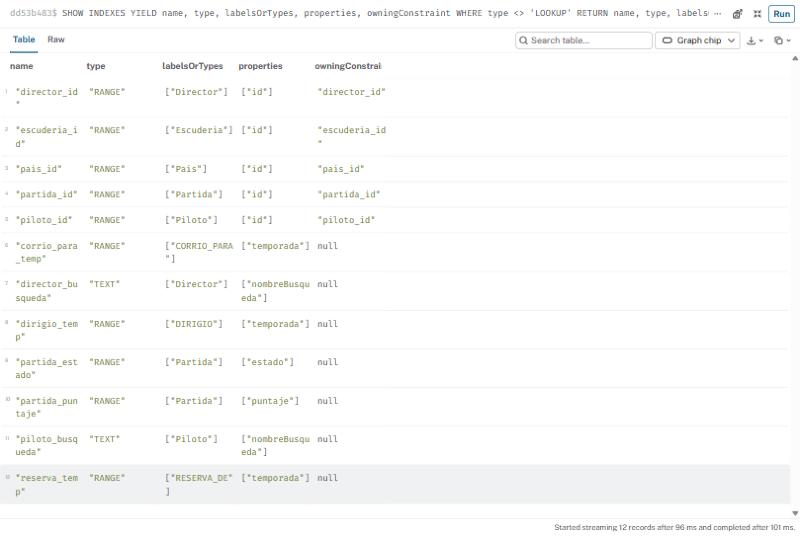 dd53b483$ SHOW INDEXES YIELD name, type, labelsOrTypes, properties, owningConstraint WHERE type <> 'LOOKUP' RETURN name, type, labels ··· Run
Table Raw Search table... Graph chip
name type labelsOrTypes properties owningConstrai
1 "director_id" "RANGE" ["Director"] ["id"] "director_id"
2 "escuderia_id" "RANGE" ["Escuderia"] ["id"] "escuderia_id"
3 "pais_id" "RANGE" ["Pais"] ["id"] "pais_id"
4 "partida_id" "RANGE" ["Partida"] ["id"] "partida_id"
5 "piloto_id" "RANGE" ["Piloto"] ["id"] "piloto_id"
6 "corrio_para_temp" "RANGE" ["CORRIO_PARA"] ["temporada"] null
7 "director_busqueda" "TEXT" ["Director"] ["nombreBusqueda"] null
8 "dirigio_temp" "RANGE" ["DIRIGIO"] ["temporada"] null
9 "partida_estado" "RANGE" ["Partida"] ["estado"] null
10 "partida_puntaje" "RANGE" ["Partida"] ["puntaje"] null
11 "piloto_busqueda" "TEXT" ["Piloto"] ["nombreBusqueda"] null
12 "reserva_temp" "RANGE" ["RESERVA_DE"] ["temporada"] null
Started streaming 12 records after 96 ms and completed after 101 ms.